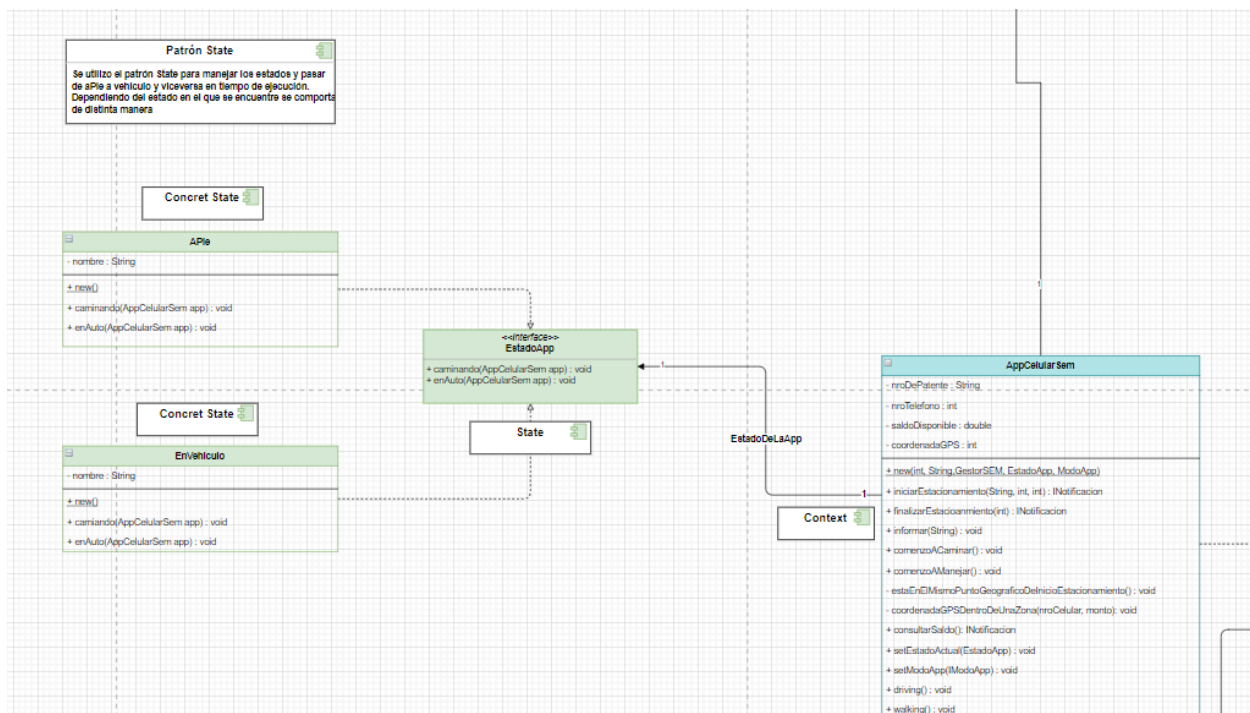 Patrón State
Se utilizo el patrón State para manejar los estados y pasar
de aPie a vehiculo y viceversa en tiempo de ejecución.
Dependiendo del estado en el que se encuentre se comporta
de distinta manera
Concret State
APie
- nombre : String
+ new()
+ caminando(AppCelularSem app) : void
+ enAuto(AppCelularSem app) : void
<<Interface>>
EstadoApp
+ caminando(AppCelularSem app) : void
+ enAuto(AppCelularSem app) : void
State
Concret State
EnVehiculo
- nombre : String
+ new()
+ camiando(AppCelularSem app) : void
+ enAuto(AppCelularSem app) : void
1
EstadoDeLaApp
1
Context
1
AppCelularSem
- nroDePatente : String
- nroTelefono : int
- saldoDisponible : double
- coordenadaGPS : int
+ new(int, String,GestorSEM, EstadoApp, ModoApp)
+ iniciarEstacionamiento(String, int, int) : INotificacion
+ finalizarEstacioanmiento(int) : INotificacion
+ informar(String) : void
+ comenzoACaminar() : void
+ comenzoAManejar() : void
- estaEnElMismoPuntoGeograficoDeInicioEstacionamiento() : void
- coordenadaGPSDentroDeUnaZona(nroCelular, monto): void
+ consultarSaldo(): INotificacion
+ setEstadoActual(EstadoApp) : void
+ setModoApp(IModoApp) : void
+ driving() : void
+ walking() : void